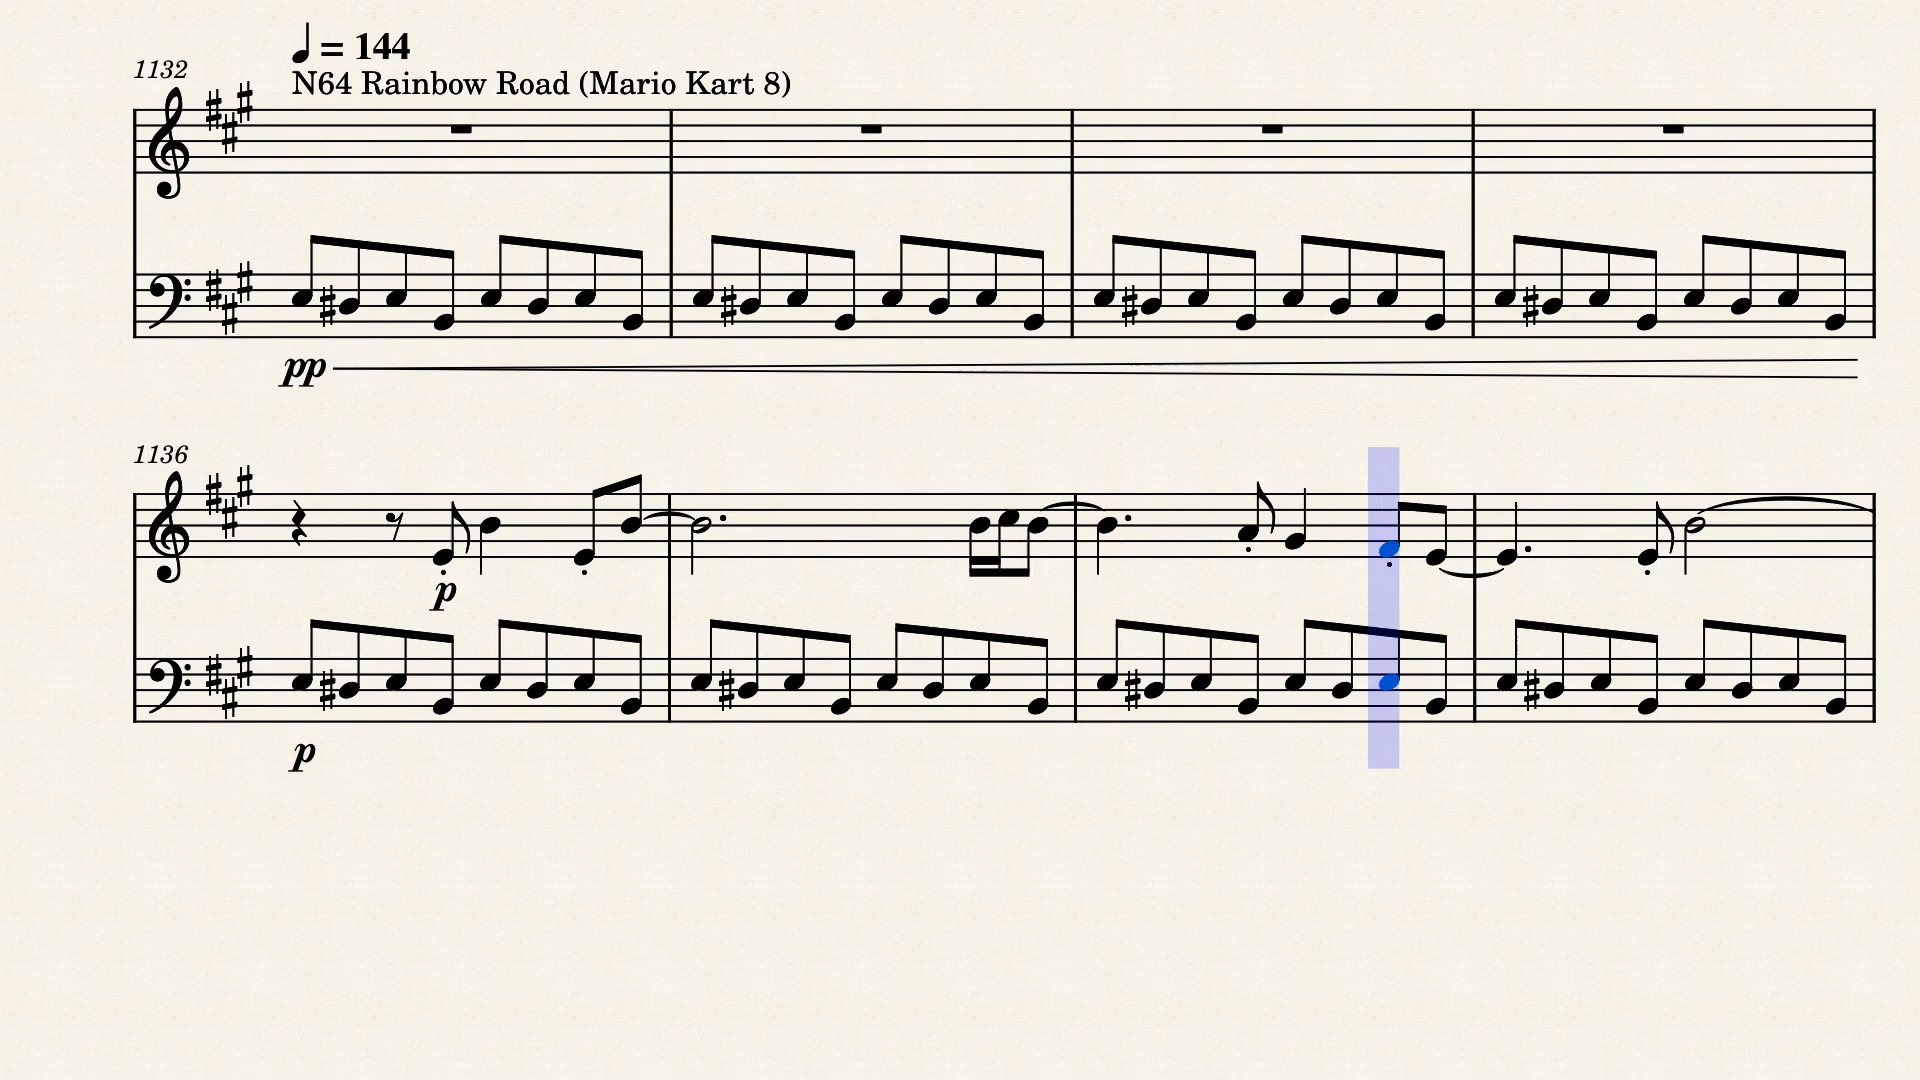 ♩ = 144
1132
N64 Rainbow Road (Mario Kart 8)
pp
1136
p
p